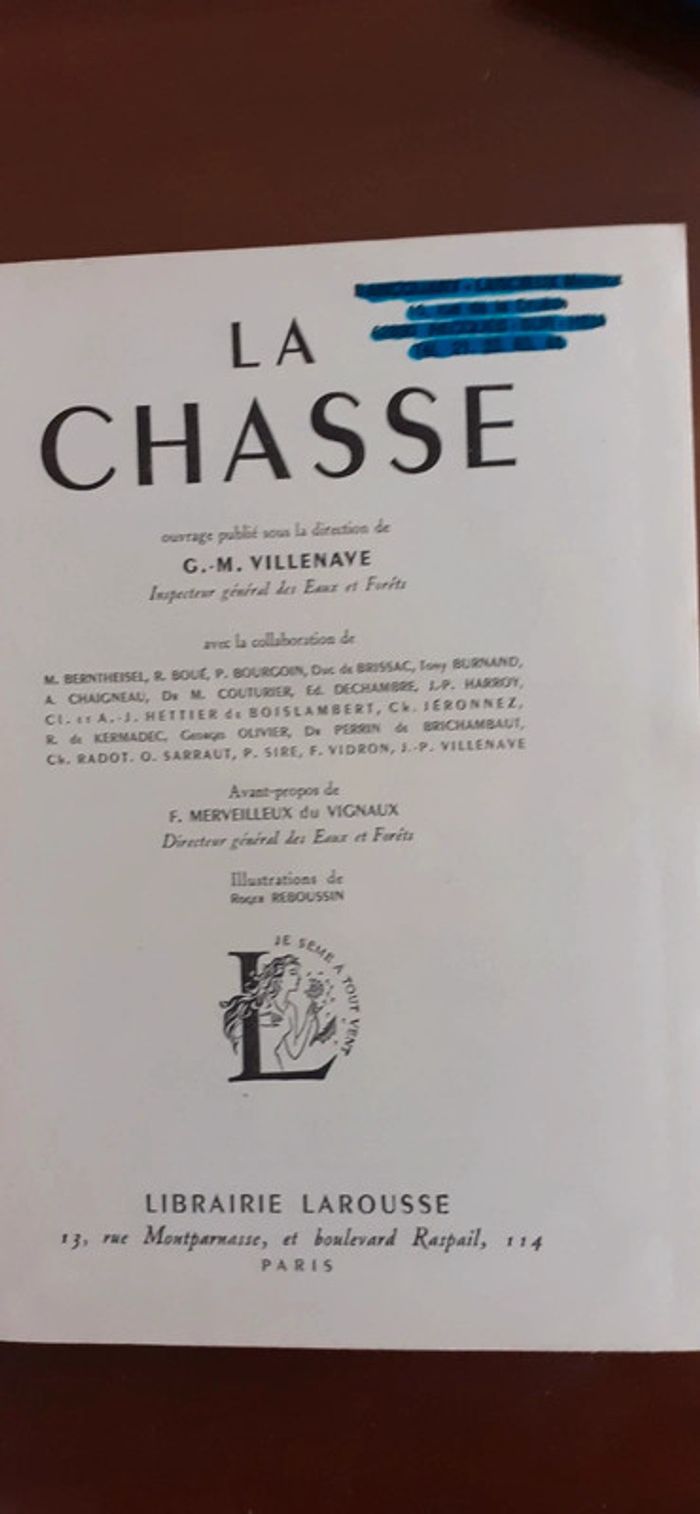 LA
CHASSE
ouvrage publié sous la direction de
G.-M. VILLENAVE
Inspecteur général des Eaux et Forêts
avec la collaboration de
M. BERNTHEISEL, R. BOUÉ, P. BOURGOIN, Duc de BRISSAC, Tony BURNAND,
A. CHAIGNEAU, Dr M. COUTURIER, Ed. DECHAMBRE, J.-P. HARROY,
Cl. et A.-J. HETTIER de BOISLAMBERT, Ch. JÉRONNEZ,
R. de KERMADEC, Georges OLIVIER, Dr PERRIN de BRICHAMBAUT,
Ch. RADOT. O. SARRAUT, P. SIRE, F. VIDRON, J.-P. VILLENAVE
Avant-propos de
F. MERVEILLEUX du VIGNAUX
Directeur général des Eaux et Forêts
Illustrations de
Roger REBOUSSIN
JE SÈME À TOUT VENT
L
LIBRAIRIE LAROUSSE
13, rue Montparnasse, et boulevard Raspail, 114
PARIS